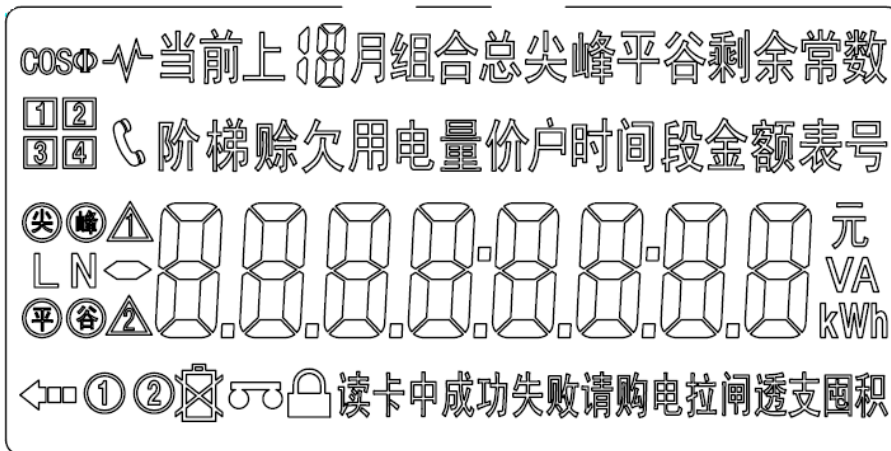 COSΦ 当前上18月组合总尖峰平谷剩余常数
1 2
3 4 阶梯赊欠用电量价户时间段金额表号
尖 峰 1 8.8.8.8:8.8:8.8 元
L N VA
平 谷 2 kWh
① ② 读卡中成功失败请购电拉闸透支囤积